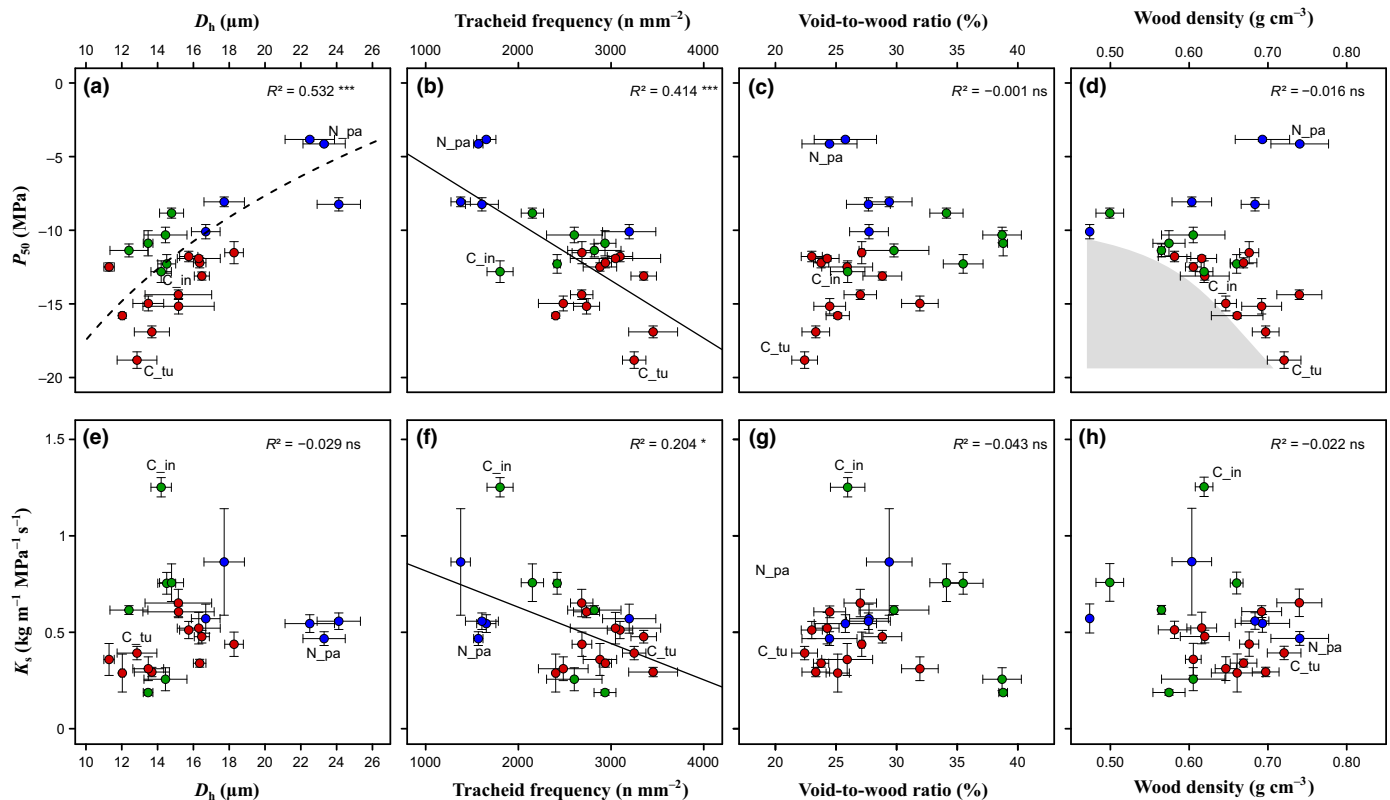 D_h (µm)
Tracheid frequency (n mm⁻²)
Void-to-wood ratio (%)
Wood density (g cm⁻³)
10 12 14 16 18 20 22 24 26
1000 2000 3000 4000
20 25 30 35 40
0.50 0.60 0.70 0.80
(a)
R² = 0.532 ***
N_pa
C_in
C_tu
(b)
R² = 0.414 ***
N_pa
C_in
C_tu
(c)
R² = −0.001 ns
N_pa
C_in
C_tu
(d)
R² = −0.016 ns
N_pa
C_in
C_tu
P₅₀ (MPa)
0
−5
−10
−15
−20
(e)
R² = −0.029 ns
C_in
C_tu
N_pa
(f)
R² = 0.204 *
C_in
N_pa
C_tu
(g)
R² = −0.043 ns
C_in
N_pa
C_tu
(h)
R² = −0.022 ns
C_in
N_pa
C_tu
K_s (kg m⁻¹ MPa⁻¹ s⁻¹)
1.5
1
0.5
0
10 12 14 16 18 20 22 24 26
1000 2000 3000 4000
20 25 30 35 40
0.50 0.60 0.70 0.80
D_h (µm)
Tracheid frequency (n mm⁻²)
Void-to-wood ratio (%)
Wood density (g cm⁻³)